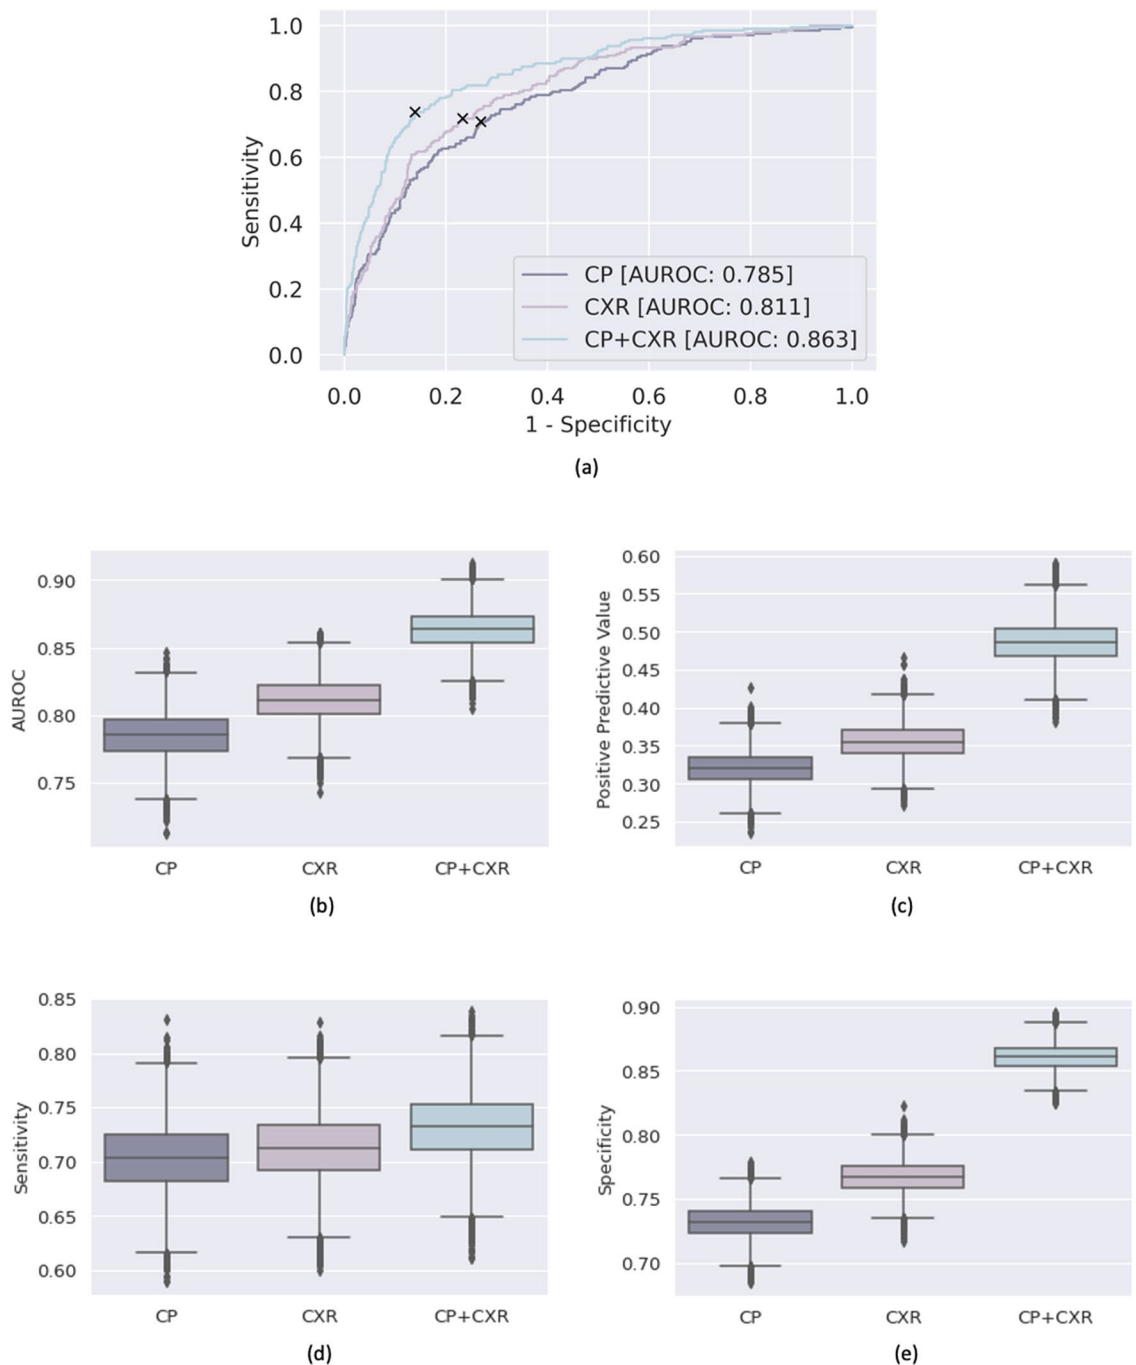 1.0
0.8
0.6
0.4
0.2
0.0
Sensitivity
CP [AUROC: 0.785]
CXR [AUROC: 0.811]
CP+CXR [AUROC: 0.863]
0.0 0.2 0.4 0.6 0.8 1.0
1 - Specificity
(a)
0.90
0.85
0.80
0.75
AUROC
CP CXR CP+CXR
(b)
0.60
0.55
0.50
0.45
0.40
0.35
0.30
0.25
Positive Predictive Value
CP CXR CP+CXR
(c)
0.85
0.80
0.75
0.70
0.65
0.60
Sensitivity
CP CXR CP+CXR
(d)
0.90
0.85
0.80
0.75
0.70
Specificity
CP CXR CP+CXR
(e)